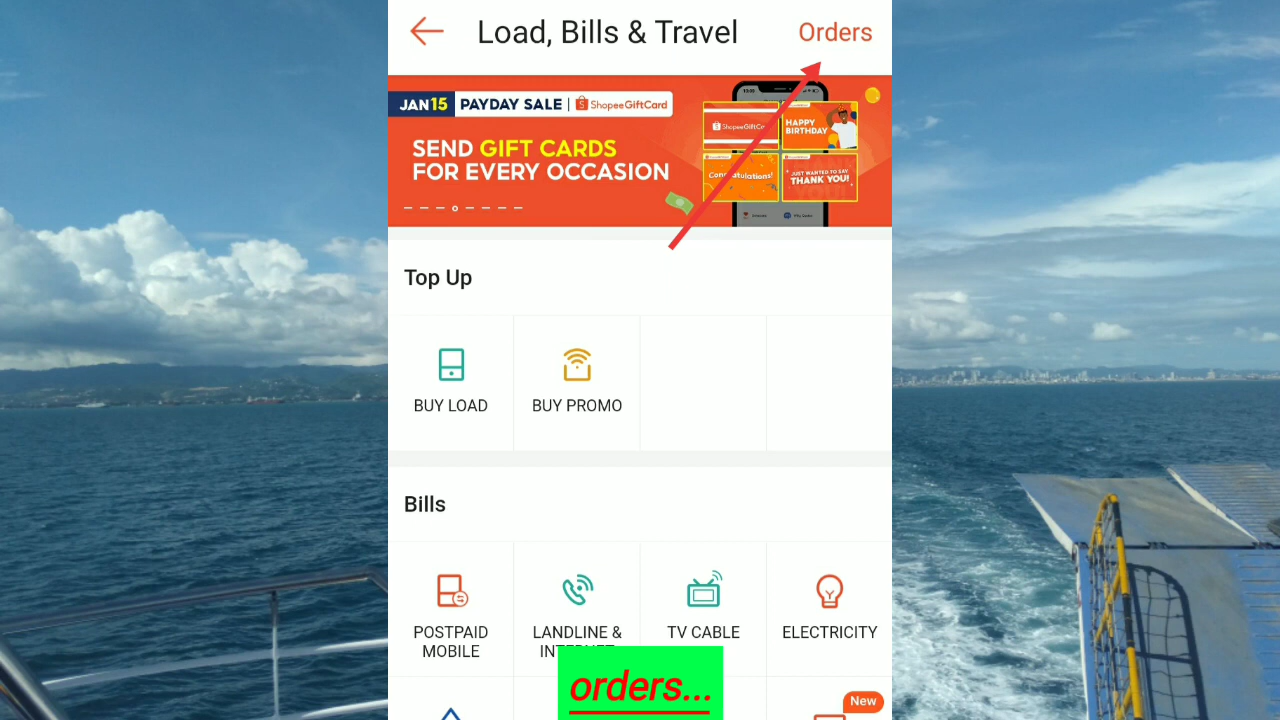 Load, Bills & Travel
Orders
JAN15 PAYDAY SALE | ShopeeGiftCard
SEND GIFT CARDS
FOR EVERY OCCASION
HAPPY
BIRTHDAY
Congratulations!
JUST WANTED TO SAY
THANK YOU!
Top Up
BUY LOAD
BUY PROMO
Bills
POSTPAID
MOBILE
LANDLINE &
TV CABLE
ELECTRICITY
orders...
New